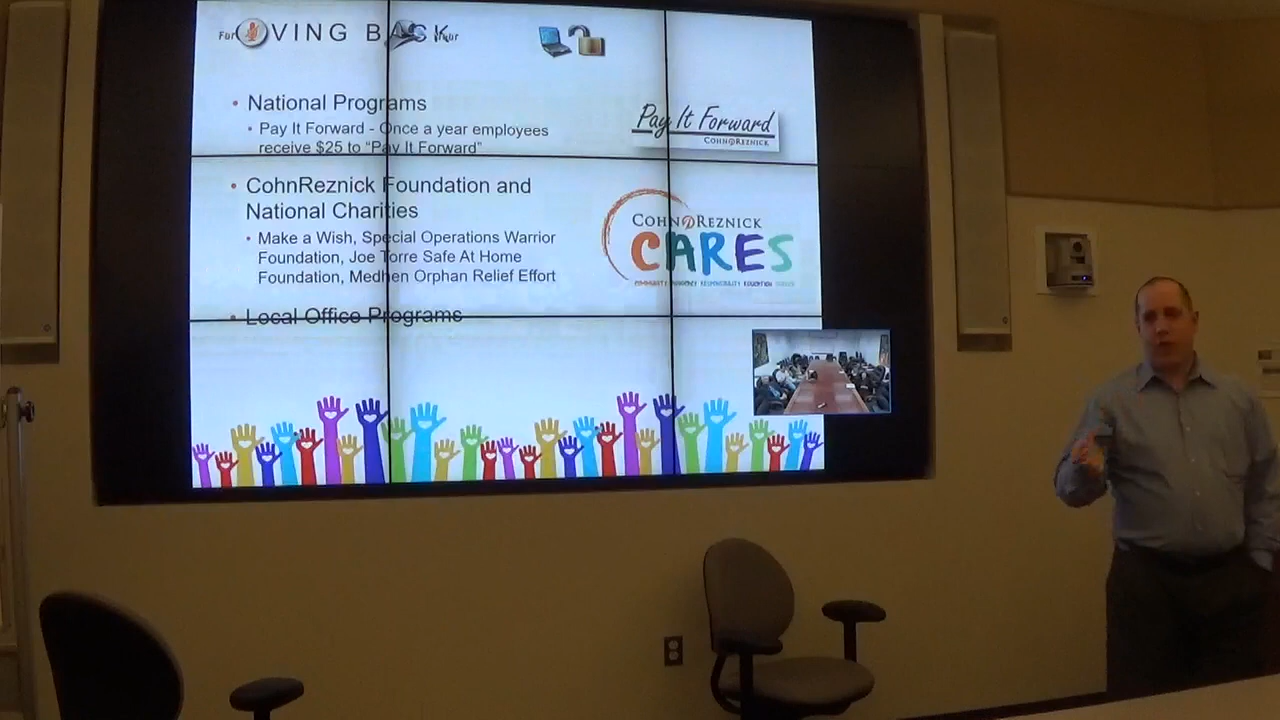 VING BACK
• National Programs
• Pay It Forward - Once a year employees
receive $25 to "Pay It Forward"
Pay It Forward
COHNREZNICK
• CohnReznick Foundation and
National Charities
• Make a Wish, Special Operations Warrior
Foundation, Joe Torre Safe At Home
Foundation, Medhen Orphan Relief Effort
COHNREZNICK
CARES
RESPONSIBILITY EDUCATION
• Local Office Programs